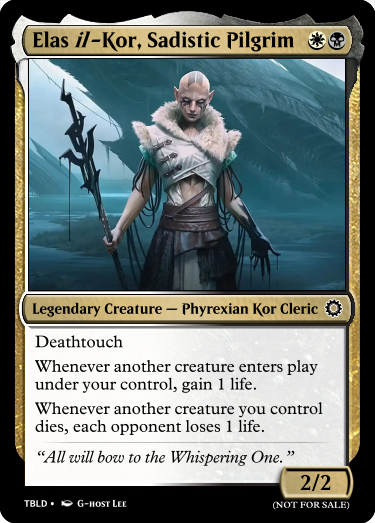 Elas il-Kor, Sadistic Pilgrim
Legendary Creature — Phyrexian Kor Cleric
Deathtouch
Whenever another creature enters play
under your control, gain 1 life.
Whenever another creature you control
dies, each opponent loses 1 life.
“All will bow to the Whispering One.”
2/2
TBLD • G-host Lee
(NOT FOR SALE)